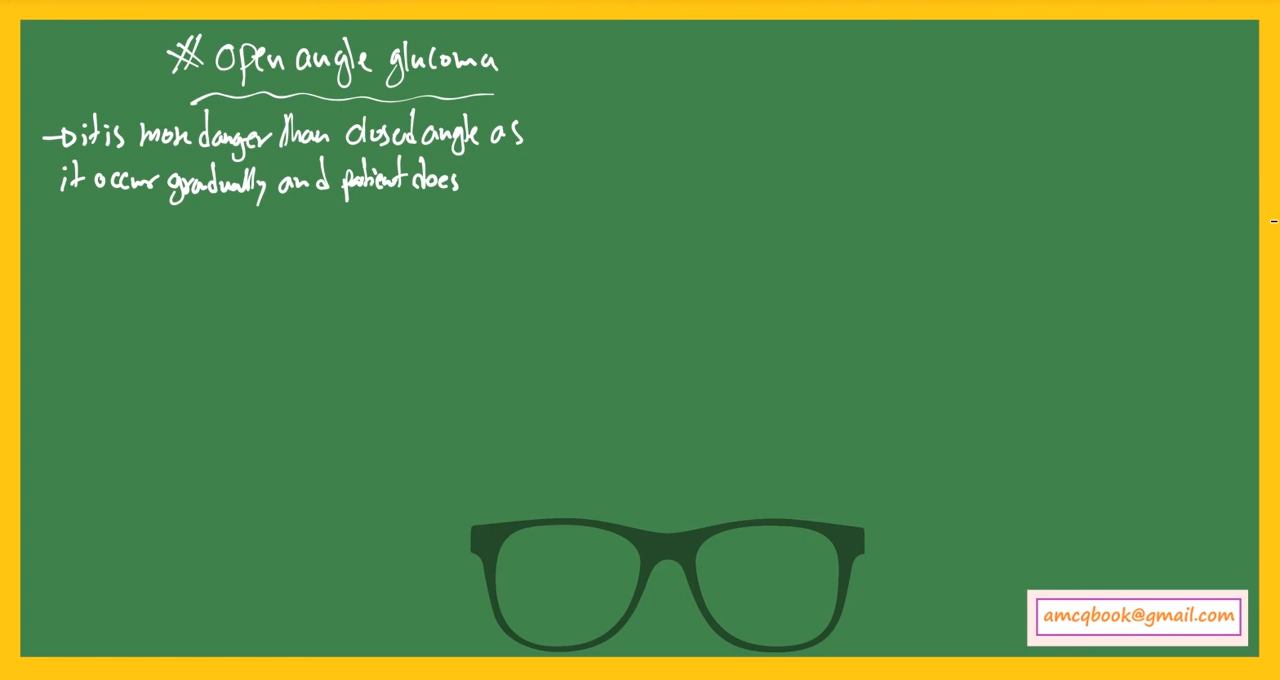 # open angle glucoma
→ it is more danger than closed angle as
it occur gradually and patient does
amcqbook@gmail.com